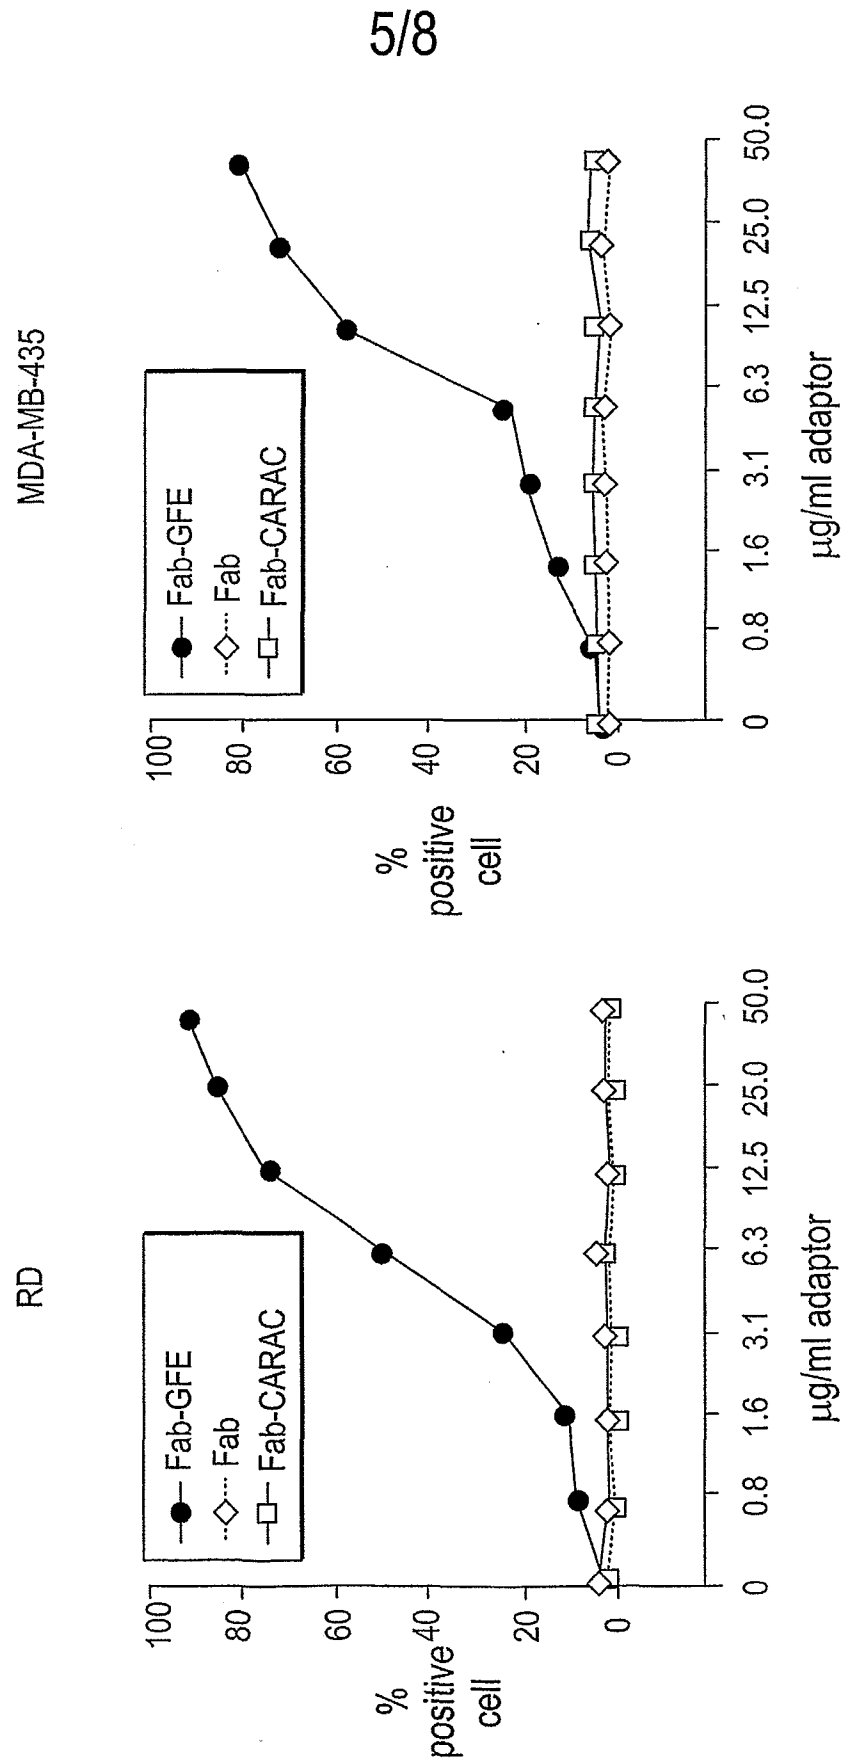 5/8
RD
Fab-GFE
Fab
Fab-CARAC
100
80
60
40
20
0
%
positive
cell
0
0.8
1.6
3.1
6.3
12.5
25.0
50.0
µg/ml adaptor
MDA-MB-435
Fab-GFE
Fab
Fab-CARAC
100
80
60
40
20
0
%
positive
cell
0
0.8
1.6
3.1
6.3
12.5
25.0
50.0
µg/ml adaptor